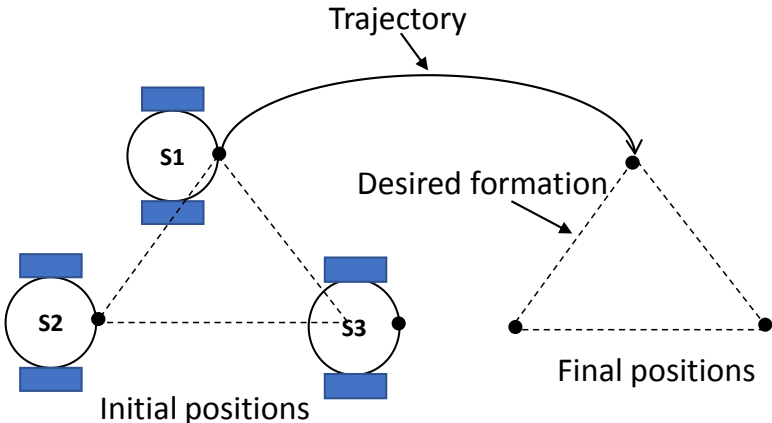 Trajectory
S1
Desired formation
S2
S3
Final positions
Initial positions